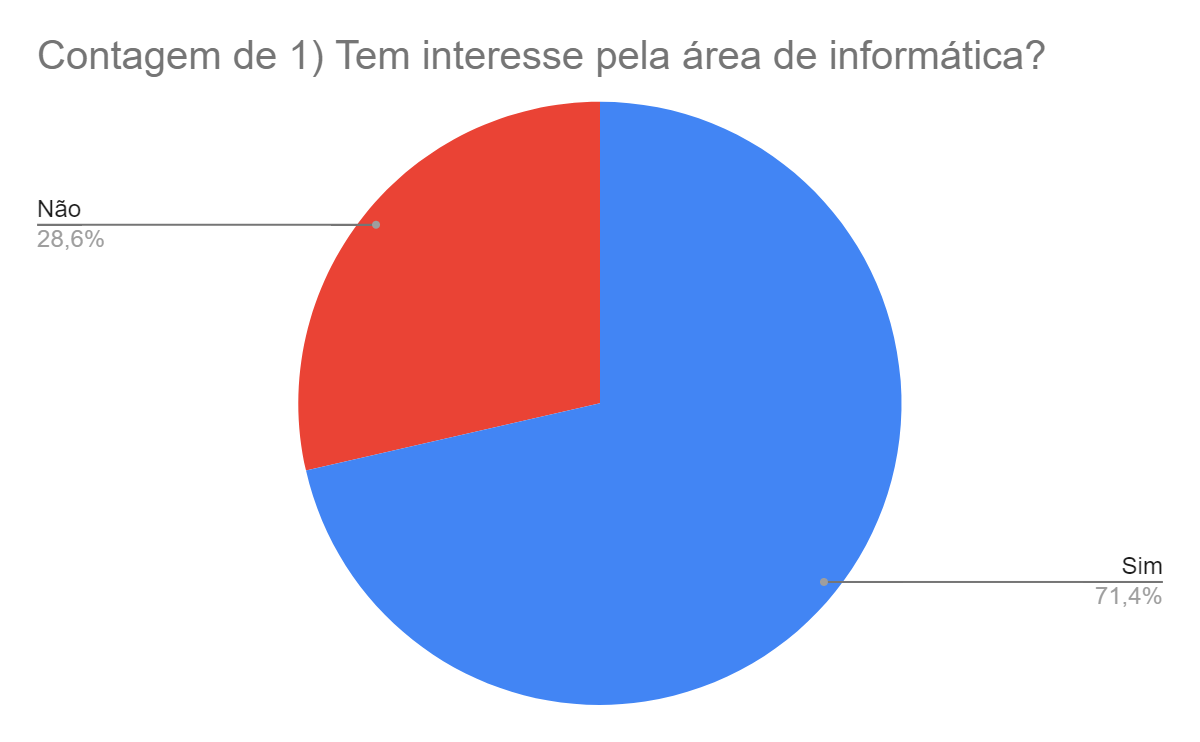 Contagem de 1) Tem interesse pela área de informática?
Não
28,6%
Sim
71,4%